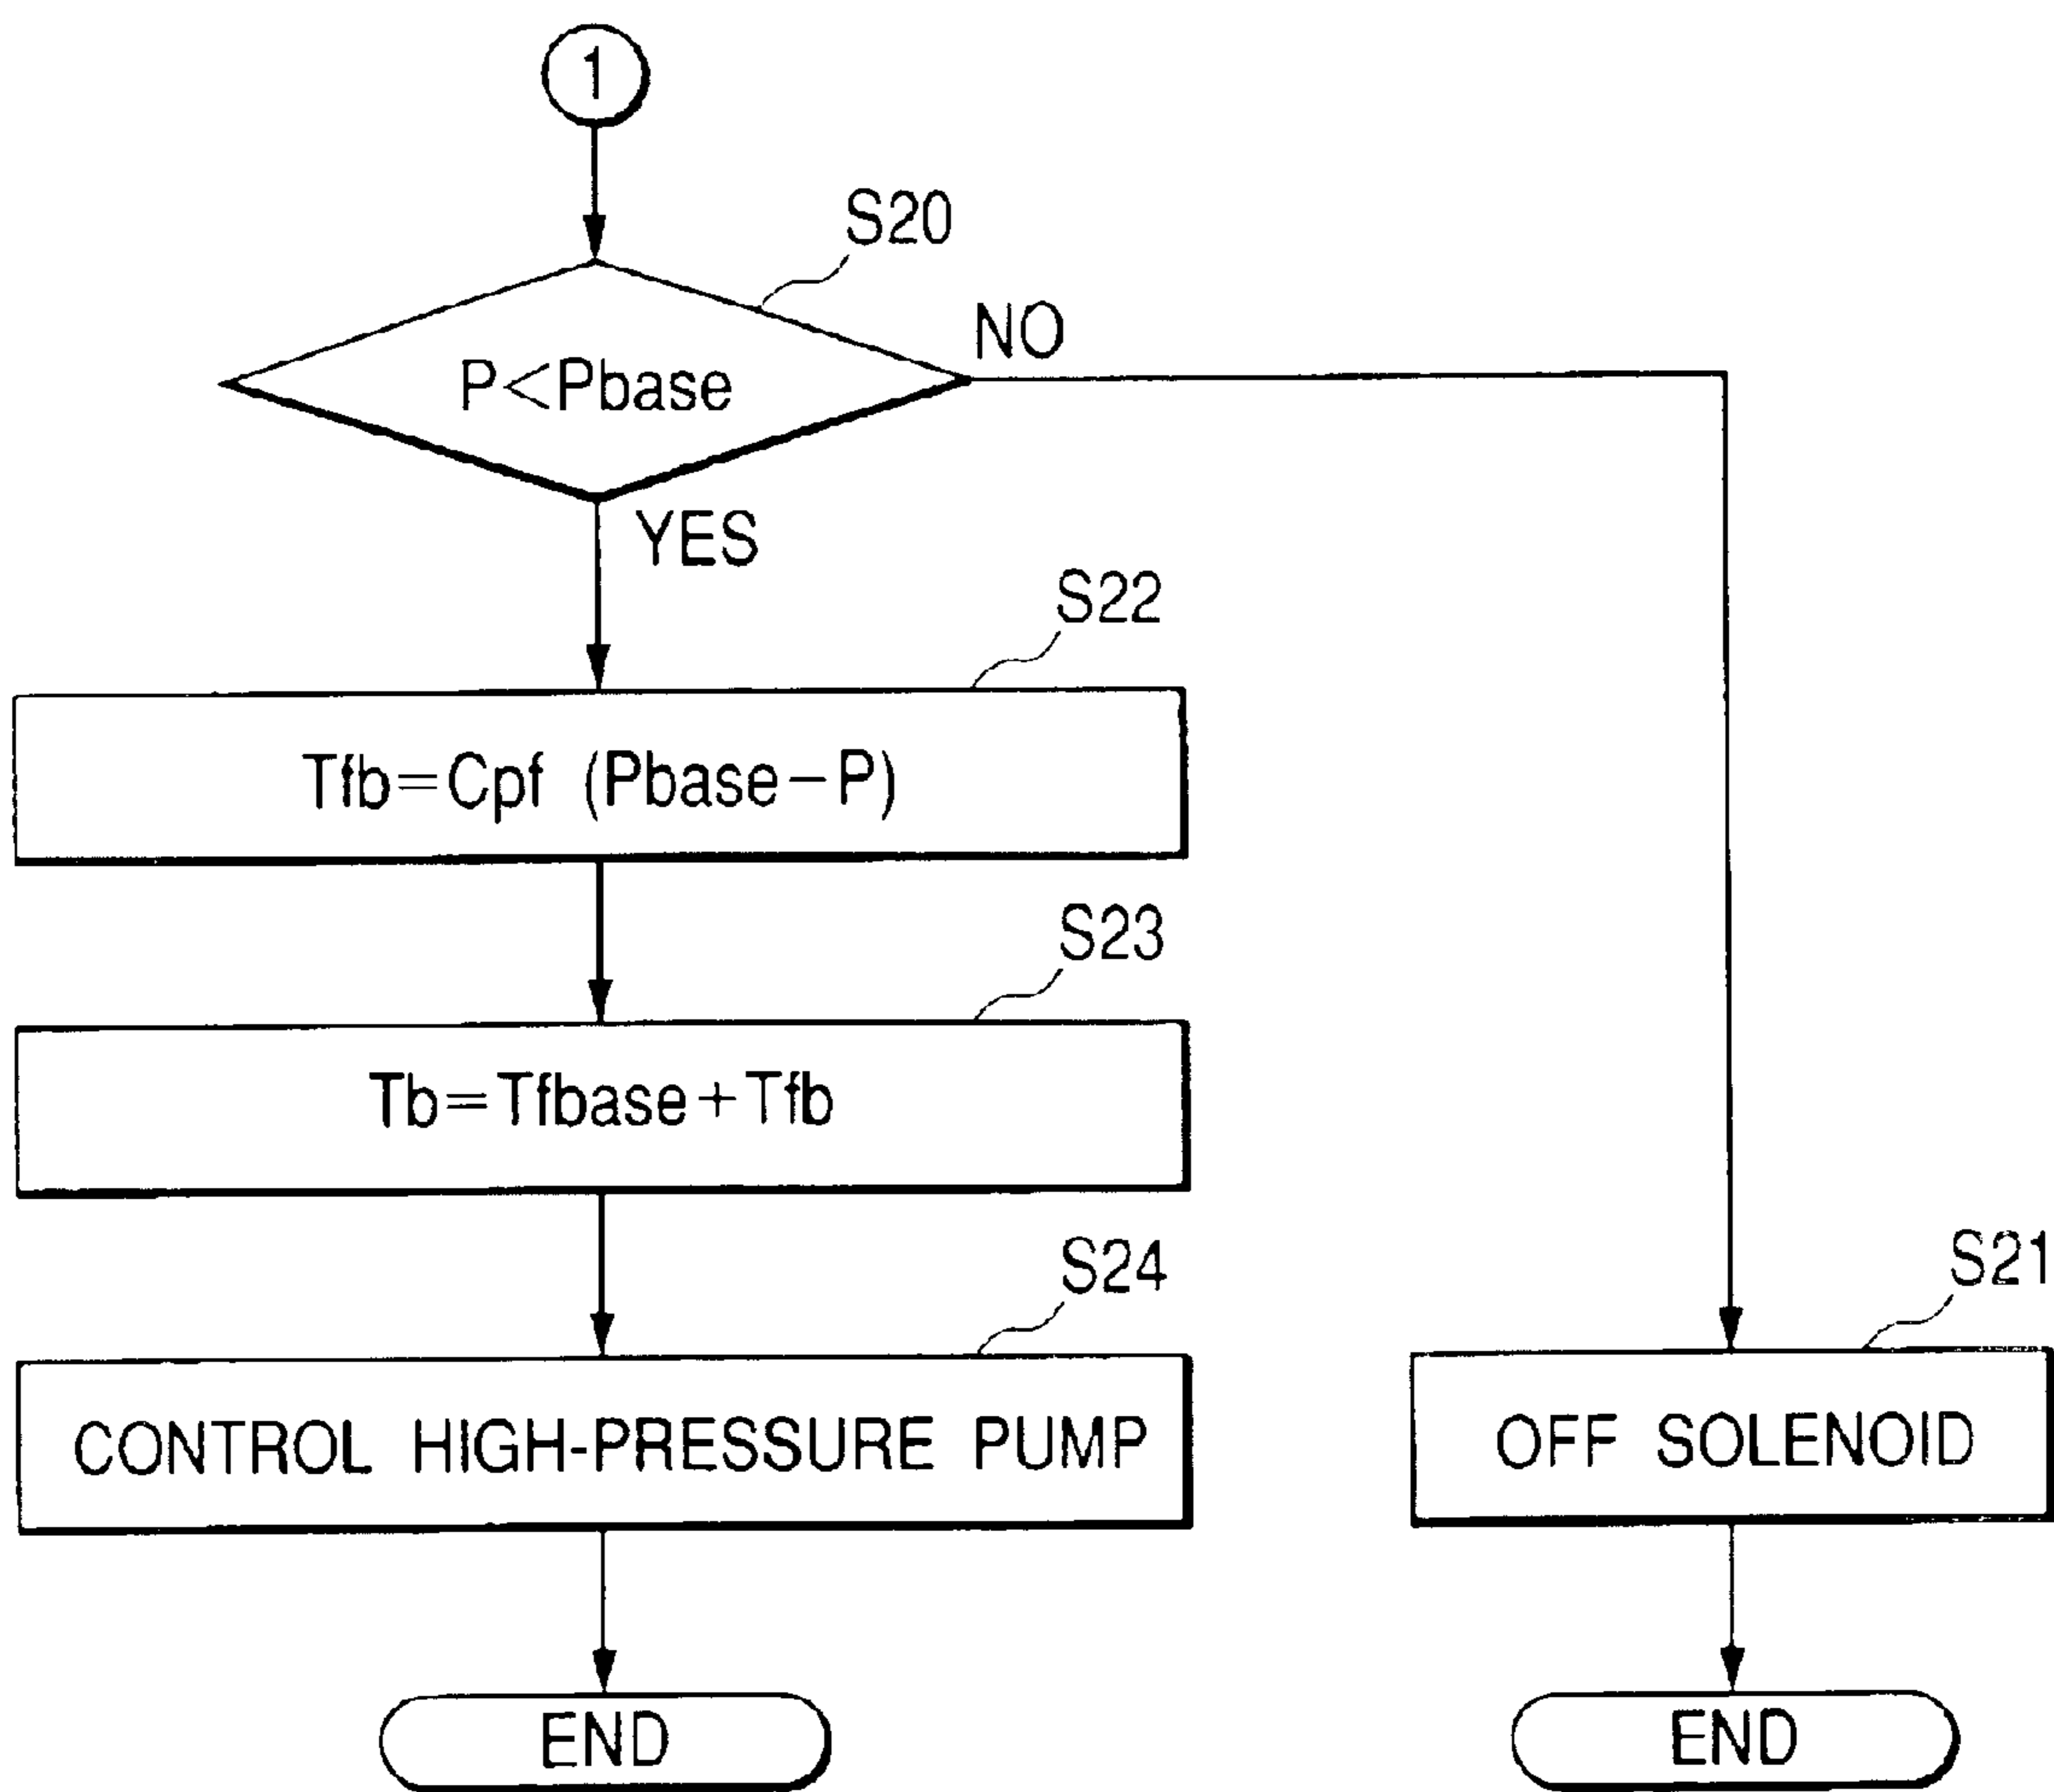 1
S20
P<Pbase
NO
YES
S22
Tfb=Cpf (Pbase-P)
S23
Tb=Tfbase+Tfb
S24
CONTROL HIGH-PRESSURE PUMP
S21
OFF SOLENOID
END
END